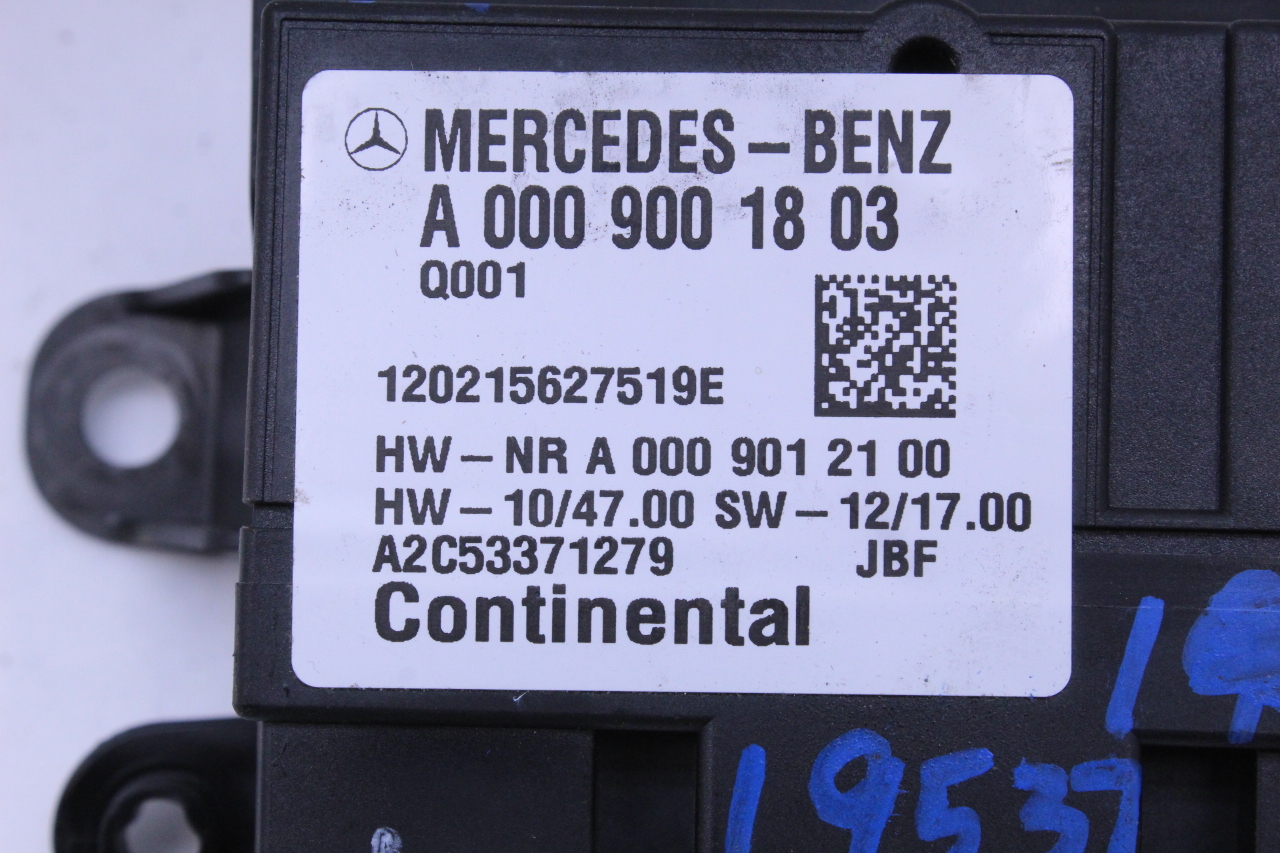 MERCEDES-BENZ
A 000 900 18 03
Q001
120215627519E
HW-NR A 000 901 21 00
HW-10/47.00 SW-12/17.00
A2C53371279 JBF
Continental
19537